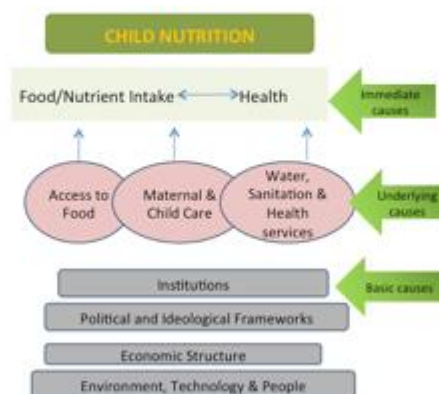 CHILD NUTRITION
Food/Nutrient Intake
Health
Immediate
causes
Access to
Food
Maternal &
Child Care
Water,
Sanitation &
Health
services
Underlying
causes
Institutions
Basic causes
Political and Ideological Frameworks
Economic Structure
Environment, Technology & People